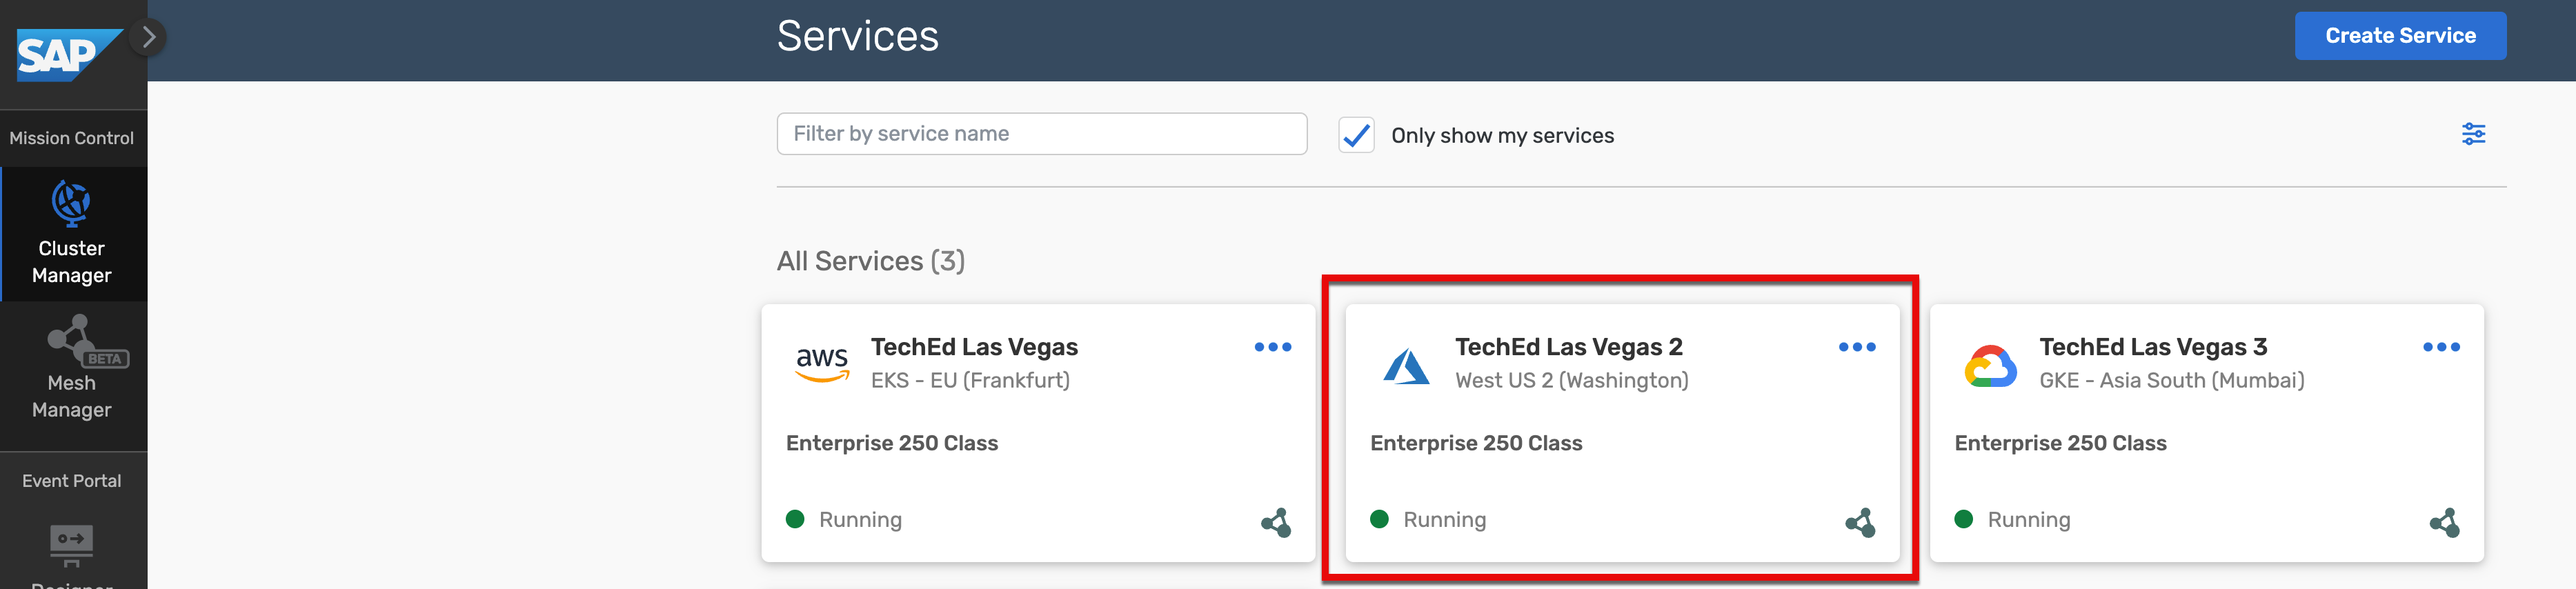 SAP
Services
Create Service
Mission Control
Filter by service name
Only show my services
Cluster
Manager
All Services (3)
BETA
Mesh
Manager
aws
TechEd Las Vegas
EKS - EU (Frankfurt)
Enterprise 250 Class
Running
TechEd Las Vegas 2
West US 2 (Washington)
Enterprise 250 Class
Running
TechEd Las Vegas 3
GKE - Asia South (Mumbai)
Enterprise 250 Class
Running
Event Portal
Designer